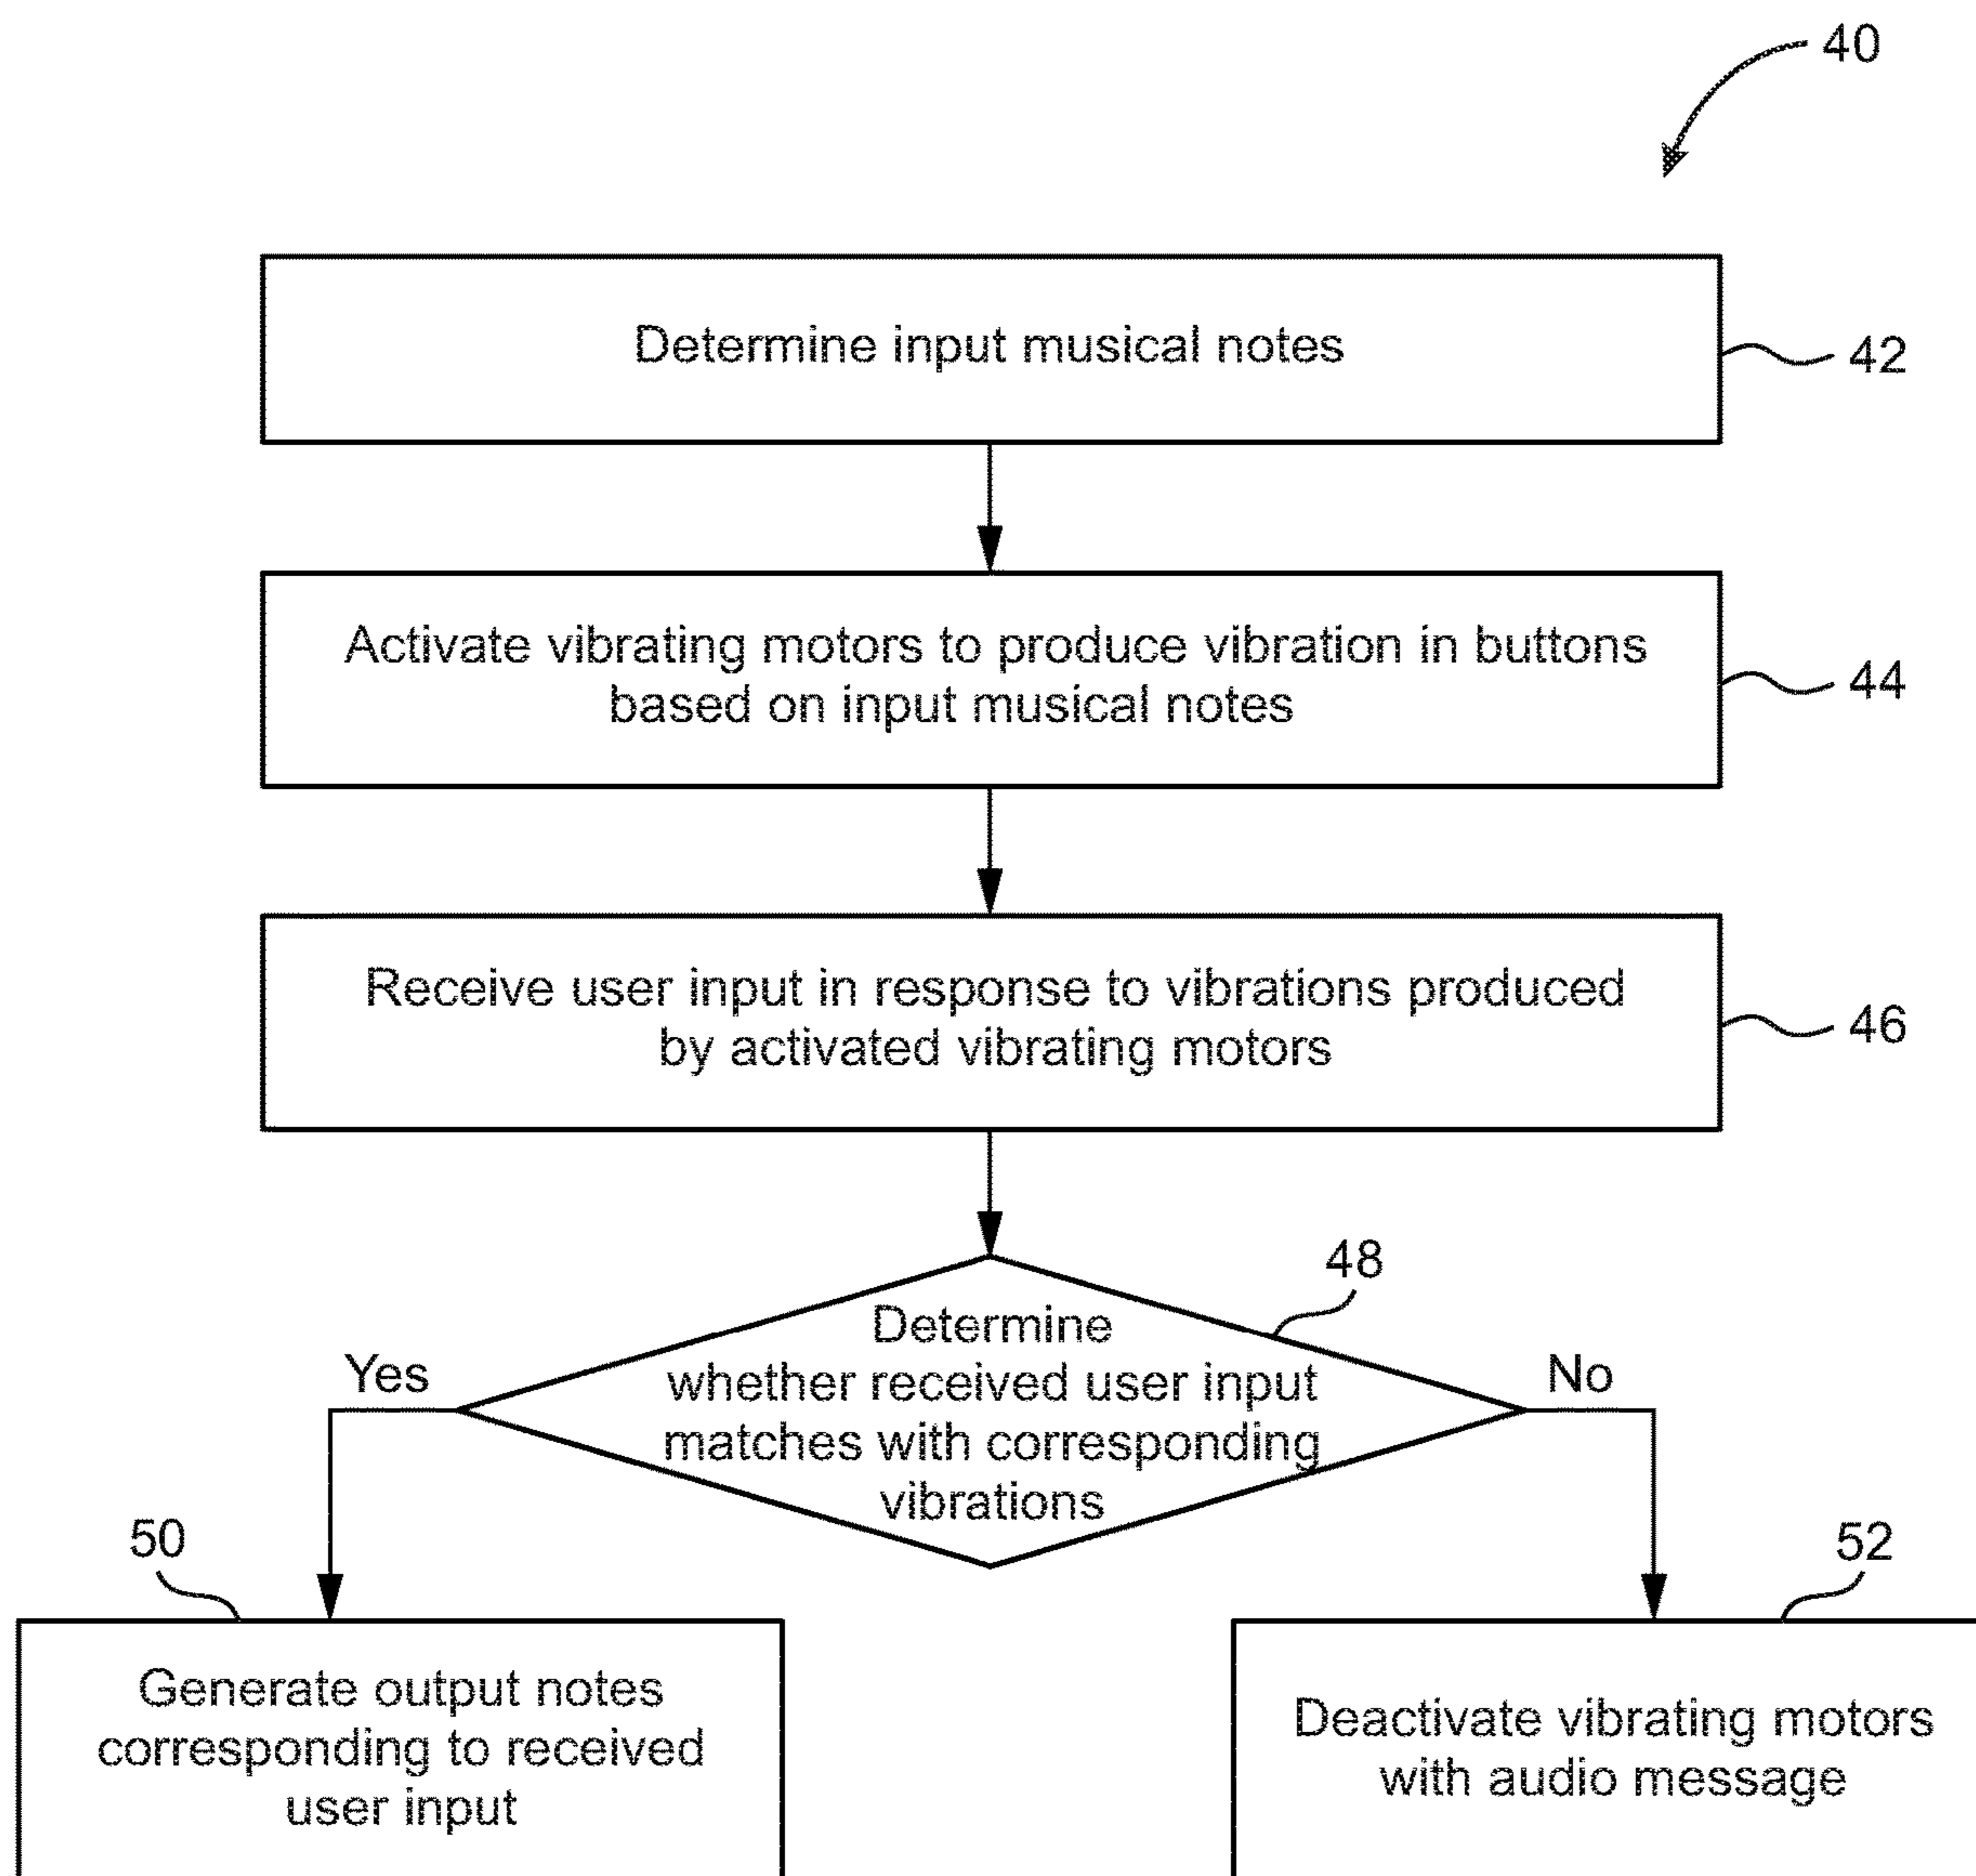 40
Determine input musical notes
42
Activate vibrating motors to produce vibration in buttons
based on input musical notes
44
Receive user input in response to vibrations produced
by activated vibrating motors
46
48
Determine
whether received user input
matches with corresponding
vibrations
Yes
No
50
Generate output notes
corresponding to received
user input
52
Deactivate vibrating motors
with audio message